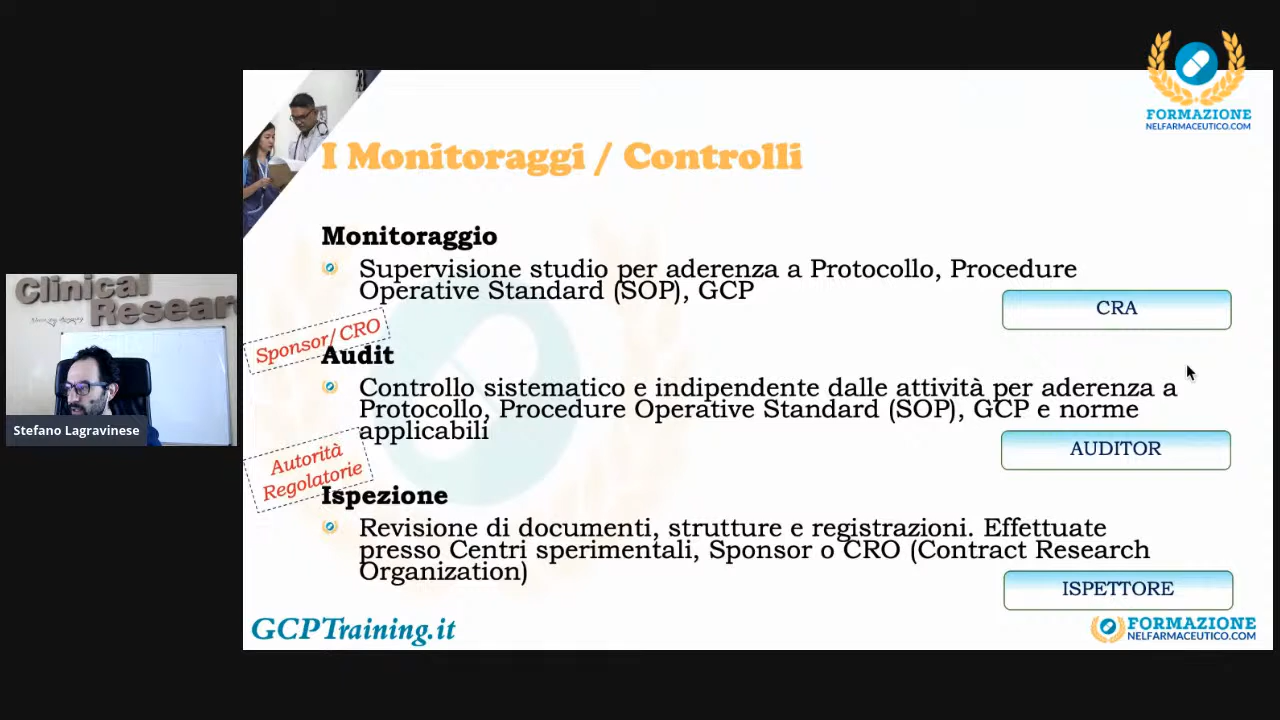 FORMAZIONE
NELFARMACEUTICO.COM
I Monitoraggi / Controlli
Monitoraggio
Supervisione studio per aderenza a Protocollo, Procedure
Operative Standard (SOP), GCP
CRA
Sponsor/CRO
Audit
Controllo sistematico e indipendente dalle attività per aderenza a
Protocollo, Procedure Operative Standard (SOP), GCP e norme
applicabili
AUDITOR
Autorità
Regolatorie
Ispezione
Revisione di documenti, strutture e registrazioni. Effettuate
presso Centri sperimentali, Sponsor o CRO (Contract Research
Organization)
ISPETTORE
GCPTraining.it
FORMAZIONE
NELFARMACEUTICO.COM
Clinical
Research
Stefano Lagravinese